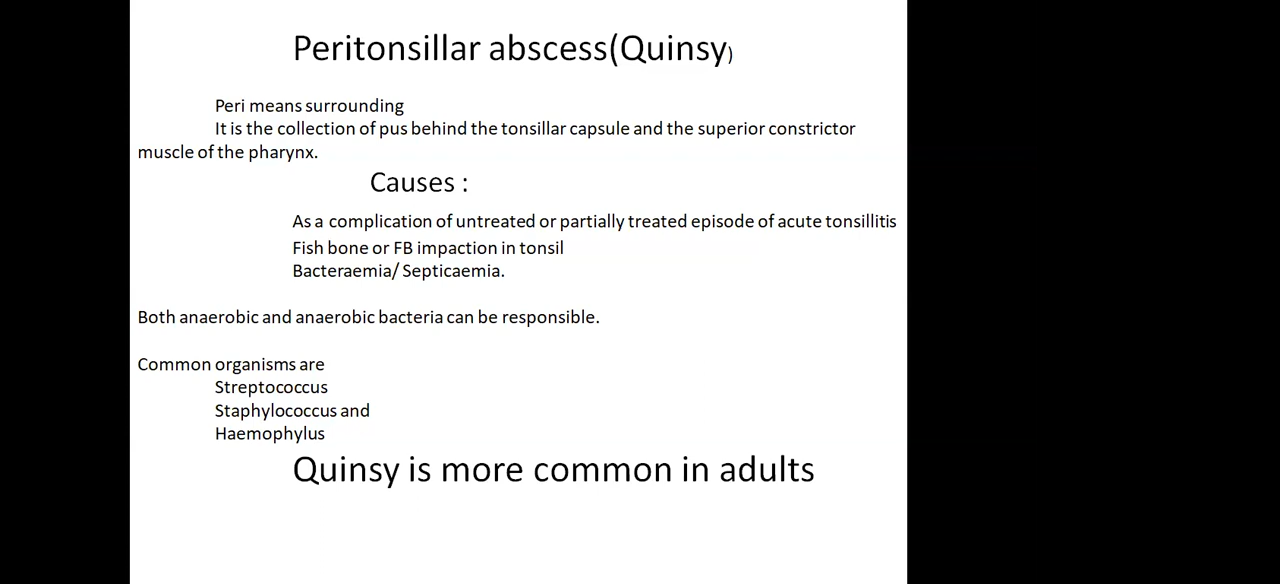 Peritonsillar abscess(Quinsy)
Peri means surrounding
It is the collection of pus behind the tonsillar capsule and the superior constrictor
muscle of the pharynx.
Causes :
As a complication of untreated or partially treated episode of acute tonsillitis
Fish bone or FB impaction in tonsil
Bacteraemia/ Septicaemia.
Both anaerobic and anaerobic bacteria can be responsible.
Common organisms are
Streptococcus
Staphylococcus and
Haemophylus
Quinsy is more common in adults